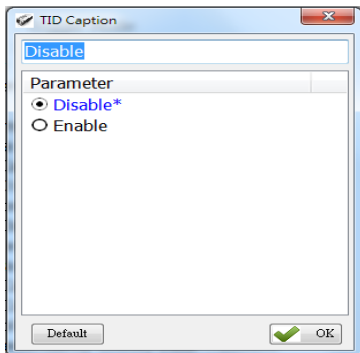 TID Caption
Disable
Parameter
Disable*
Enable
Default
OK